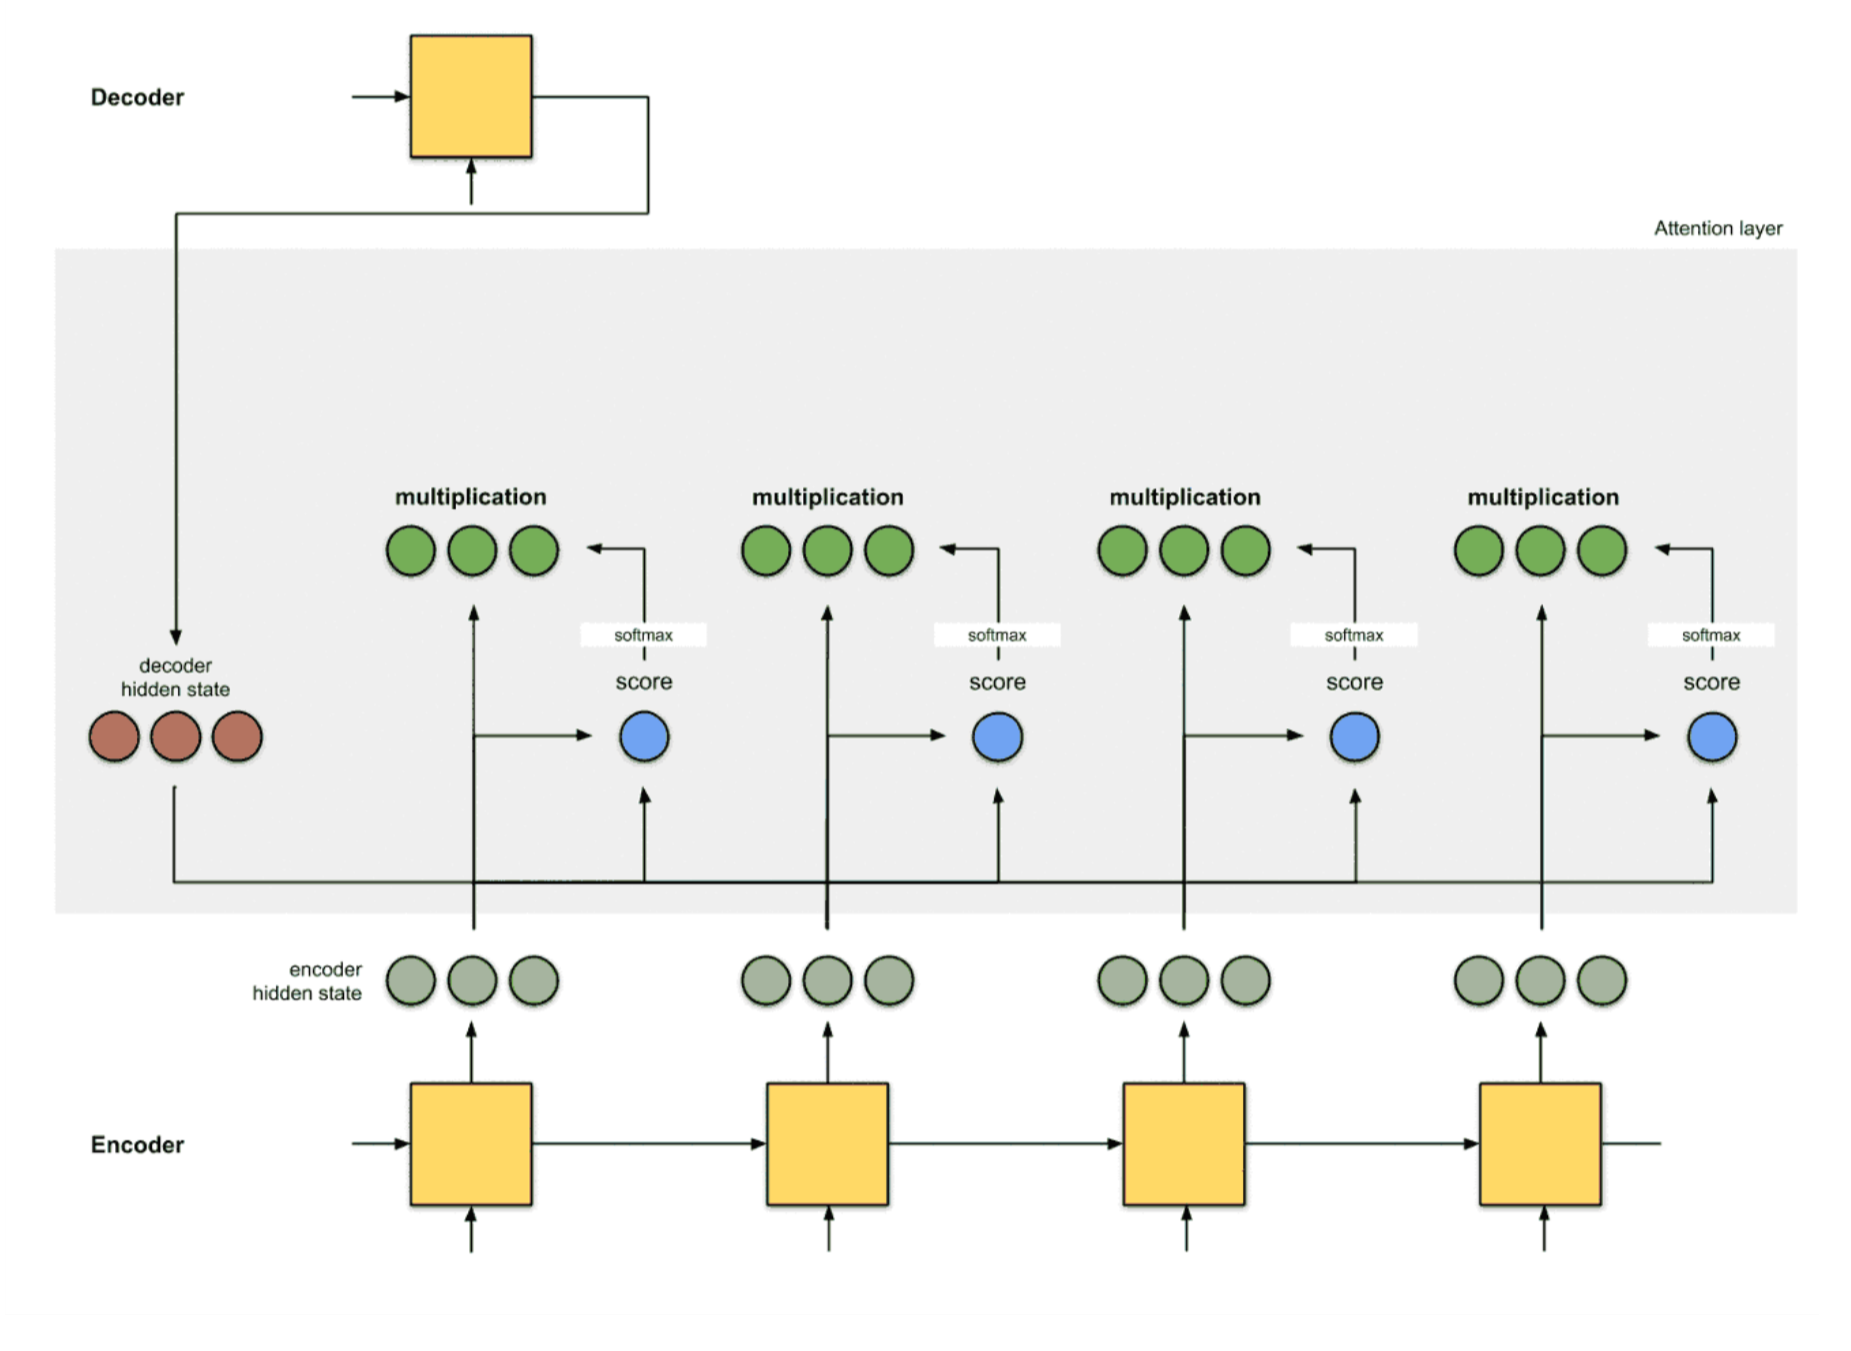 Decoder
Attention layer
multiplication multiplication multiplication multiplication
softmax softmax softmax softmax
decoder
hidden state
score score score score
encoder
hidden state
Encoder